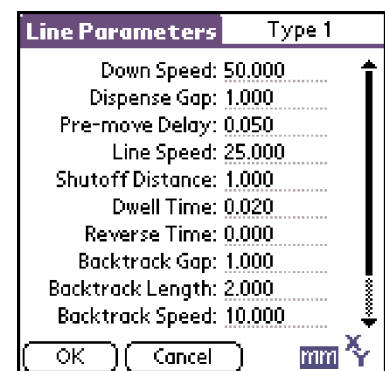 Line Parameters Type 1
Down Speed: 50.000
Dispense Gap: 1.000
Pre-move Delay: 0.050
Line Speed: 25.000
Shutoff Distance: 1.000
Dwell Time: 0.020
Reverse Time: 0.000
Backtrack Gap: 1.000
Backtrack Length: 2.000
Backtrack Speed: 10.000
OK Cancel mm XY